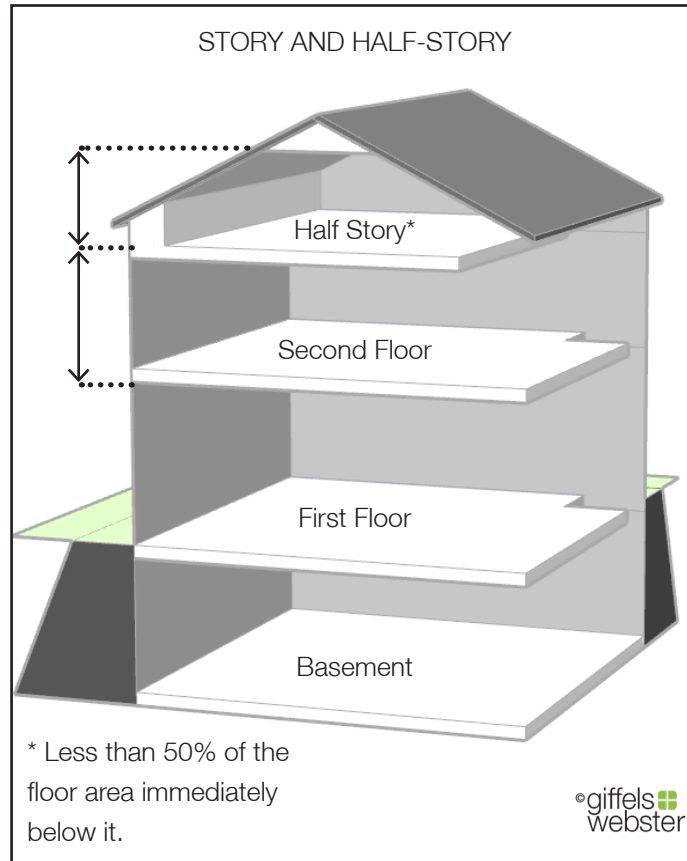 STORY AND HALF-STORY
Half Story*
Second Floor
First Floor
Basement
* Less than 50% of the
floor area immediately
below it.
©giffels
webster